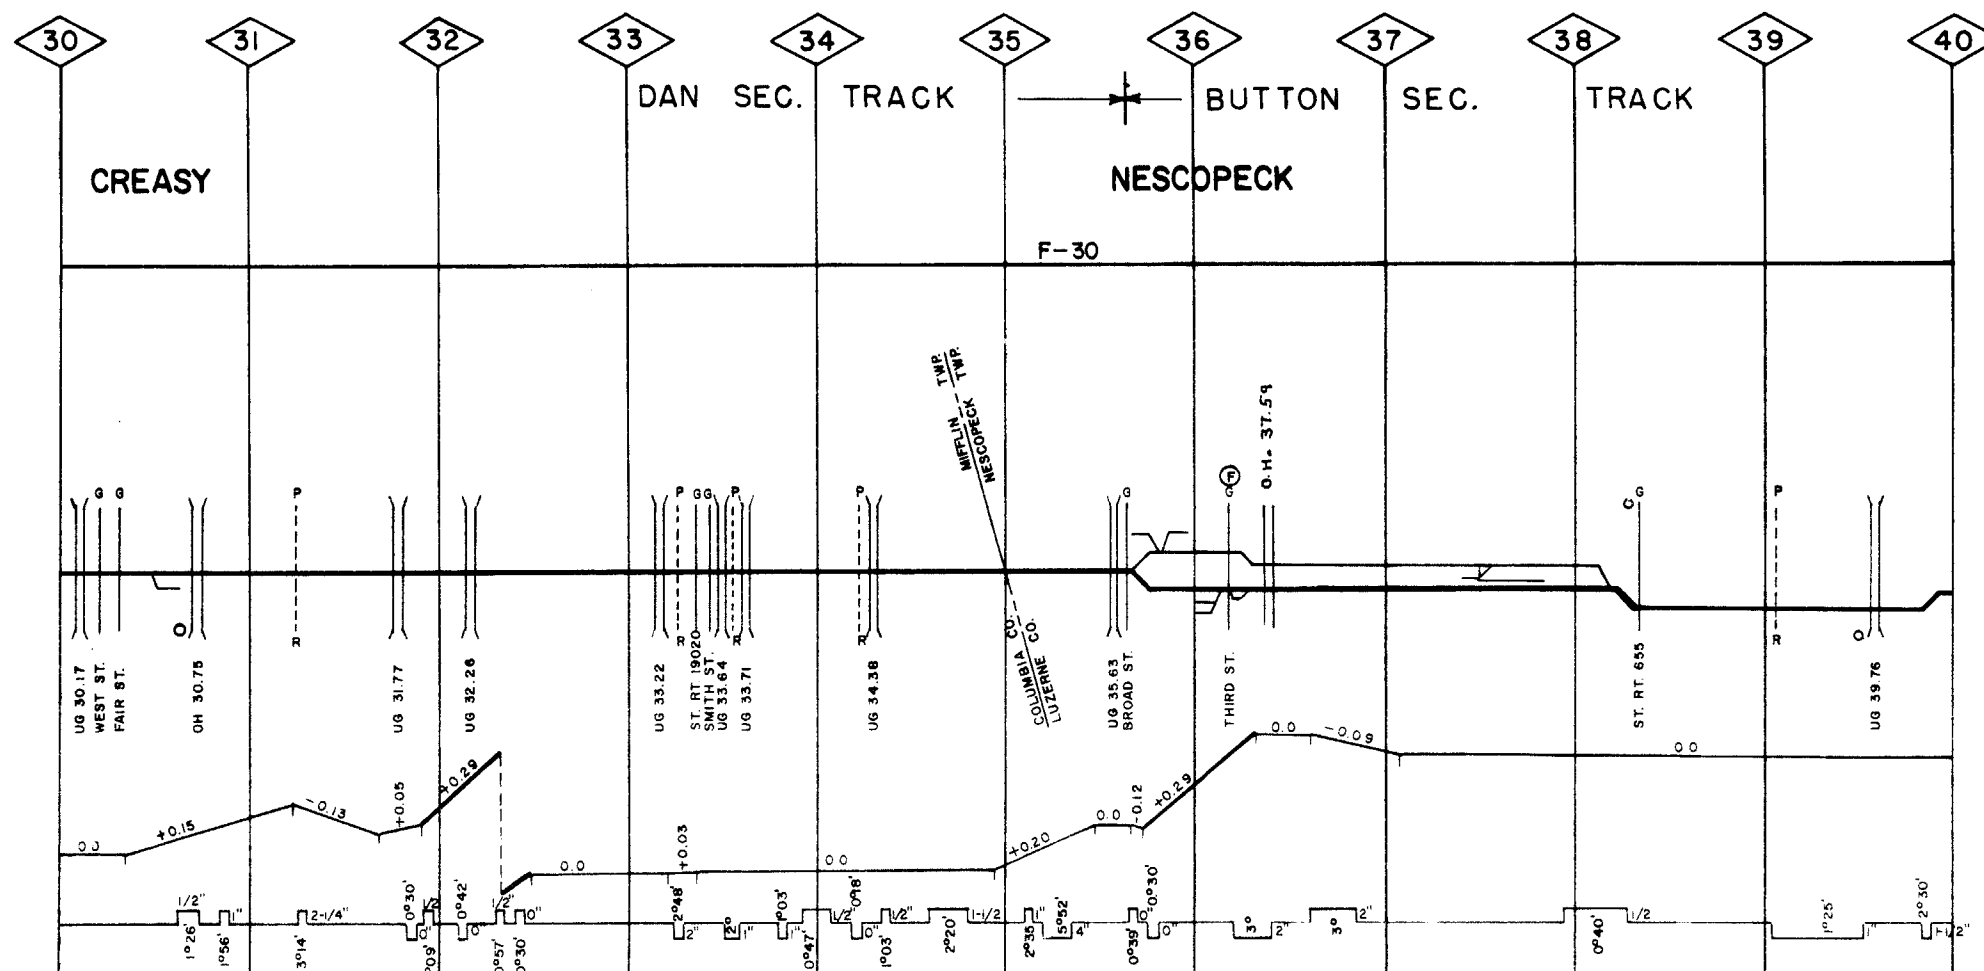 30 31 32 33 34 35 36 37 38 39 40
DAN SEC. TRACK BUTTON SEC. TRACK
CREASY NESCOPECK
F-30
MIFFLIN TWP.
NESCOPECK TWP.
COLUMBIA CO.
LUZERNE CO.
O.H. 37.59
G G P P G G P P G F G C G P
O R R R R R O
UG 30.17
WEST ST.
FAIR ST.
OH 30.75
UG 31.77
UG 32.26
UG 33.22
ST. RT 19020
SMITH ST.
UG 33.64
UG 33.71
UG 34.38
UG 35.63
BROAD ST.
THIRD ST.
ST. RT. 655
UG 39.76
0.0 +0.15 -0.13 +0.05 +0.29 0.0 +0.03 0.0 +0.20 0.0 -0.12 +0.29 0.0 -0.09 0.0
1/2" 1" 2-1/4" 0°30' 1/2 0°42' 1/2" 0" 2°48' 1°03' 1/2" 0°18' 1/2" 1-1/2 1" 5°52' 0 0°30' 2" 1/2 1°25' 2°30'
1°26' 1°56' 3°14' 0" 0" 0°57' 0°30' 2" 2° 1" 1" 0°47' 0" 1°03' 2°20' 2°35' 4" 0°39' 0" 3° 2" 3° 0°40' 1" 1-1/2"